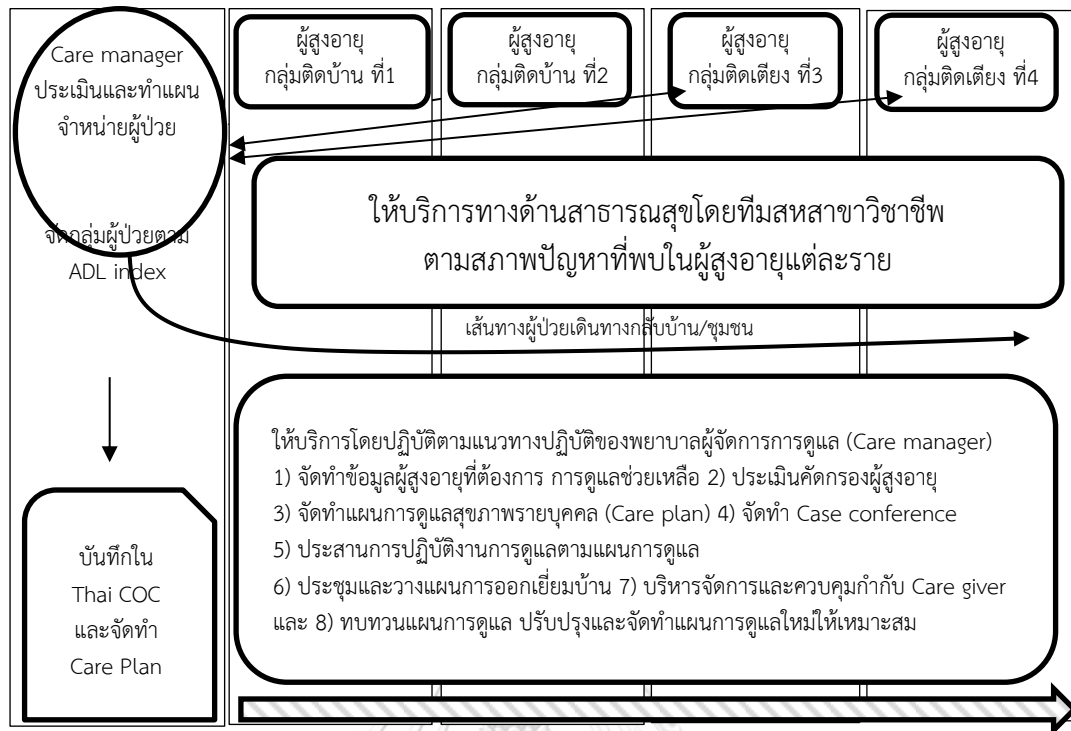 Care manager
ประเมินและทำแผน
จำหน่ายผู้ป่วย
จัดกลุ่มผู้ป่วยตาม
ADL index
ผู้สูงอายุ
กลุ่มติดบ้าน ที่1
ผู้สูงอายุ
กลุ่มติดบ้าน ที่2
ผู้สูงอายุ
กลุ่มติดเตียง ที่3
ผู้สูงอายุ
กลุ่มติดเตียง ที่4
ให้บริการทางด้านสาธารณสุขโดยทีมสหสาขาวิชาชีพ
ตามสภาพปัญหาที่พบในผู้สูงอายุแต่ละราย
เส้นทางผู้ป่วยเดินทางกลับบ้าน/ชุมชน
ให้บริการโดยปฏิบัติตามแนวทางปฏิบัติของพยาบาลผู้จัดการการดูแล (Care manager)
1) จัดทำข้อมูลผู้สูงอายุที่ต้องการ การดูแลช่วยเหลือ 2) ประเมินคัดกรองผู้สูงอายุ
3) จัดทำแผนการดูแลสุขภาพรายบุคคล (Care plan) 4) จัดทำ Case conference
5) ประสานการปฏิบัติงานการดูแลตามแผนการดูแล
6) ประชุมและวางแผนการออกเยี่ยมบ้าน 7) บริหารจัดการและควบคุมกำกับ Care giver
และ 8) ทบทวนแผนการดูแล ปรับปรุงและจัดทำแผนการดูแลใหม่ให้เหมาะสม
บันทึกใน
Thai COC
และจัดทำ
Care Plan